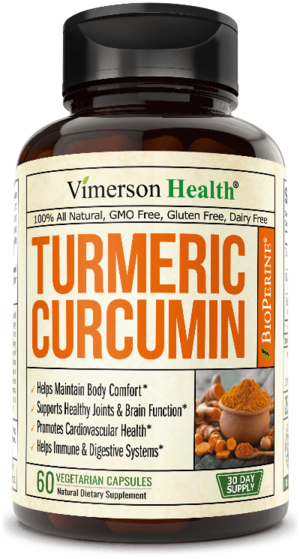 Vimerson Health®
100% All Natural, GMO Free, Gluten Free, Dairy Free
TURMERIC
CURCUMIN
BIOPERINE®
✓ Helps Maintain Body Comfort*
✓ Supports Healthy Joints & Brain Function*
✓ Promotes Cardiovascular Health*
✓ Helps Immune & Digestive Systems*
60 VEGETARIAN CAPSULES
Natural Dietary Supplement
30 DAY
SUPPLY